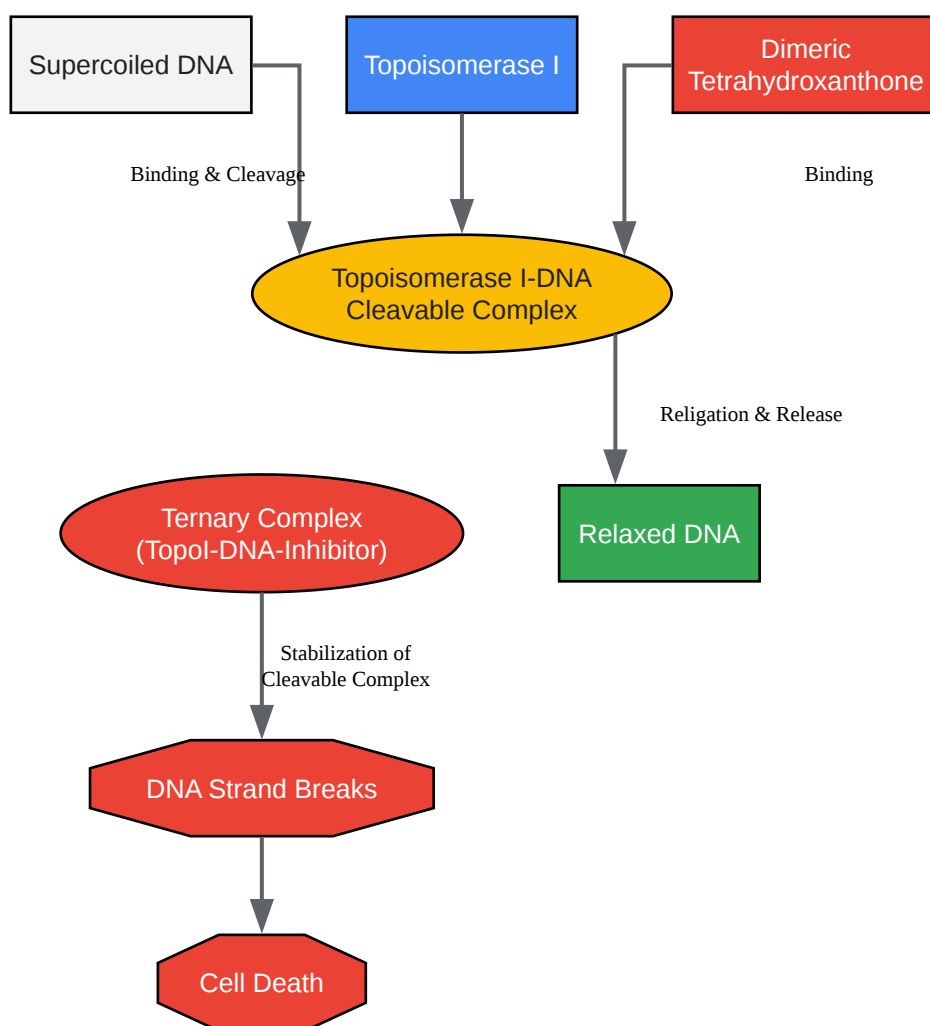 Supercoiled DNA
Topoisomerase I
Dimeric
Tetrahydroxanthone
Binding & Cleavage
Binding
Topoisomerase I-DNA
Cleavable Complex
Religation & Release
Ternary Complex
(TopoI-DNA-Inhibitor)
Relaxed DNA
Stabilization of
Cleavable Complex
DNA Strand Breaks
Cell Death